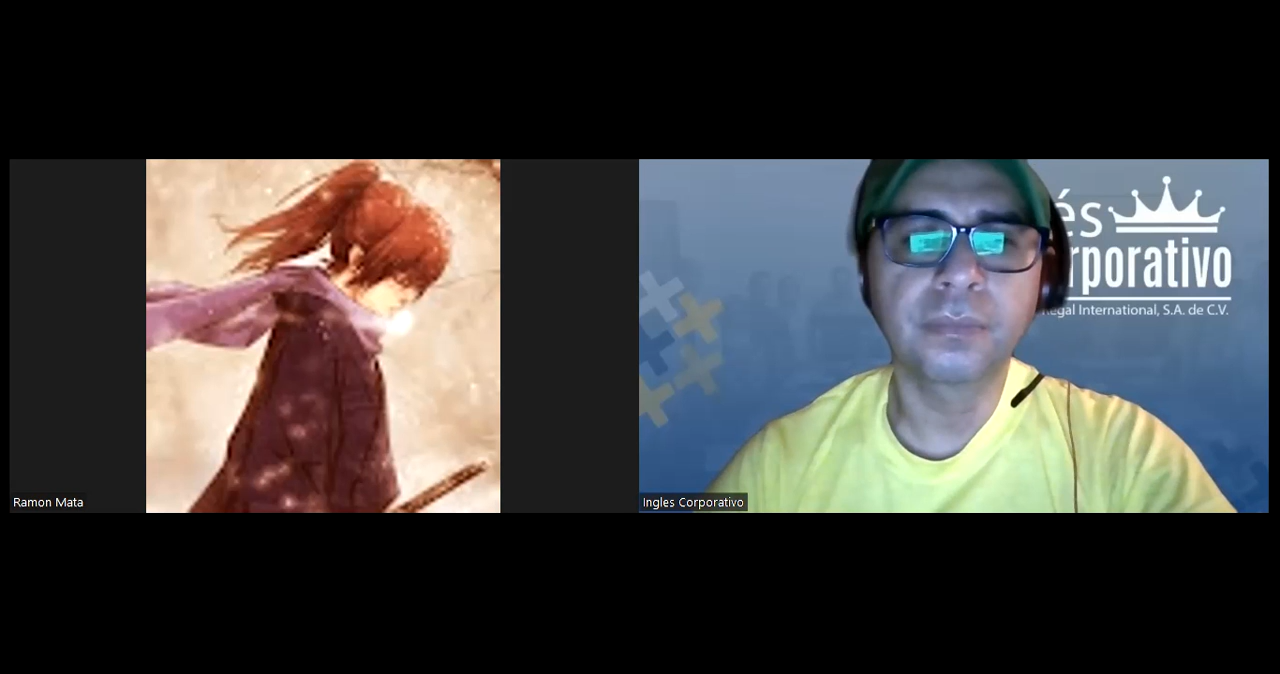 és
rporativo
Regal International, S.A. de C.V.
Ramon Mata
Ingles Corporativo